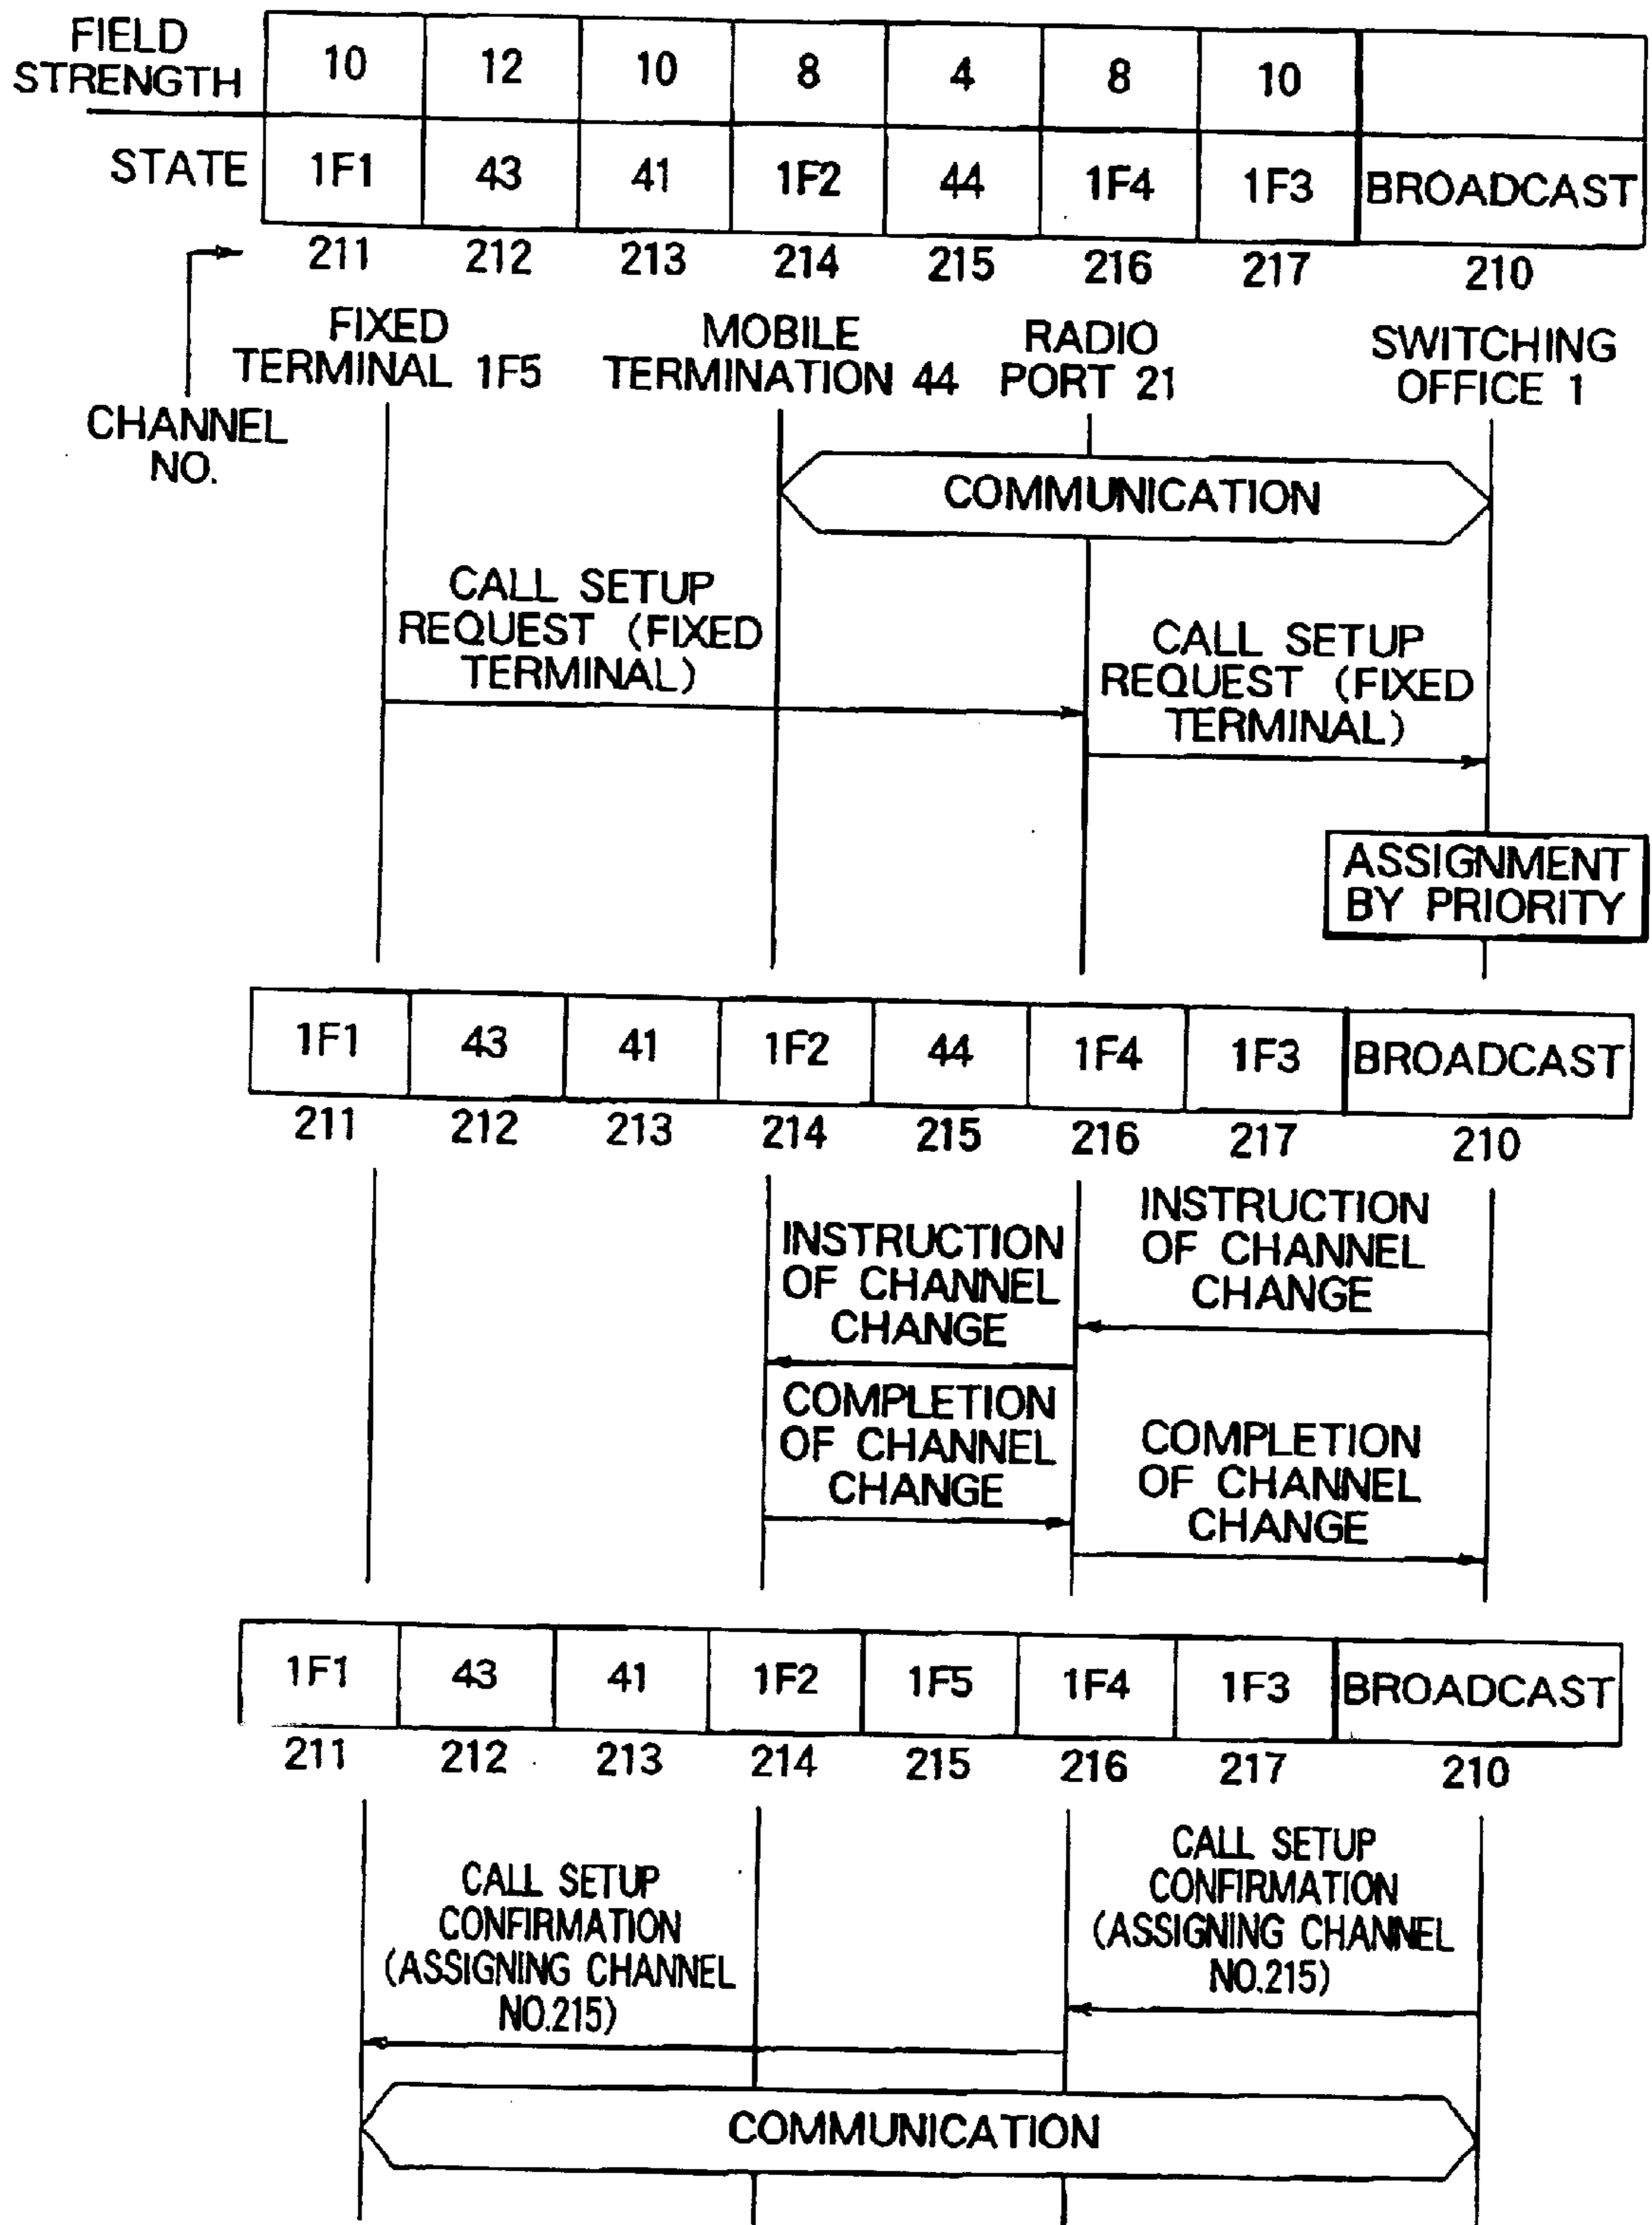 FIELD STRENGTH 10 12 10 8 4 8 10
STATE 1F1 43 41 1F2 44 1F4 1F3 BROADCAST
211 212 213 214 215 216 217 210
CHANNEL
NO.
FIXED
TERMINAL 1F5
MOBILE
TERMINATION 44
RADIO
PORT 21
SWITCHING
OFFICE 1
COMMUNICATION
CALL SETUP
REQUEST (FIXED
TERMINAL)
CALL SETUP
REQUEST (FIXED
TERMINAL)
ASSIGNMENT
BY PRIORITY
1F1 43 41 1F2 44 1F4 1F3 BROADCAST
211 212 213 214 215 216 217 210
INSTRUCTION
OF CHANNEL
CHANGE
INSTRUCTION
OF CHANNEL
CHANGE
COMPLETION
OF CHANNEL
CHANGE
COMPLETION
OF CHANNEL
CHANGE
1F1 43 41 1F2 1F5 1F4 1F3 BROADCAST
211 212 213 214 215 216 217 210
CALL SETUP
CONFIRMATION
(ASSIGNING CHANNEL
NO.215)
CALL SETUP
CONFIRMATION
(ASSIGNING CHANNEL
NO.215)
COMMUNICATION